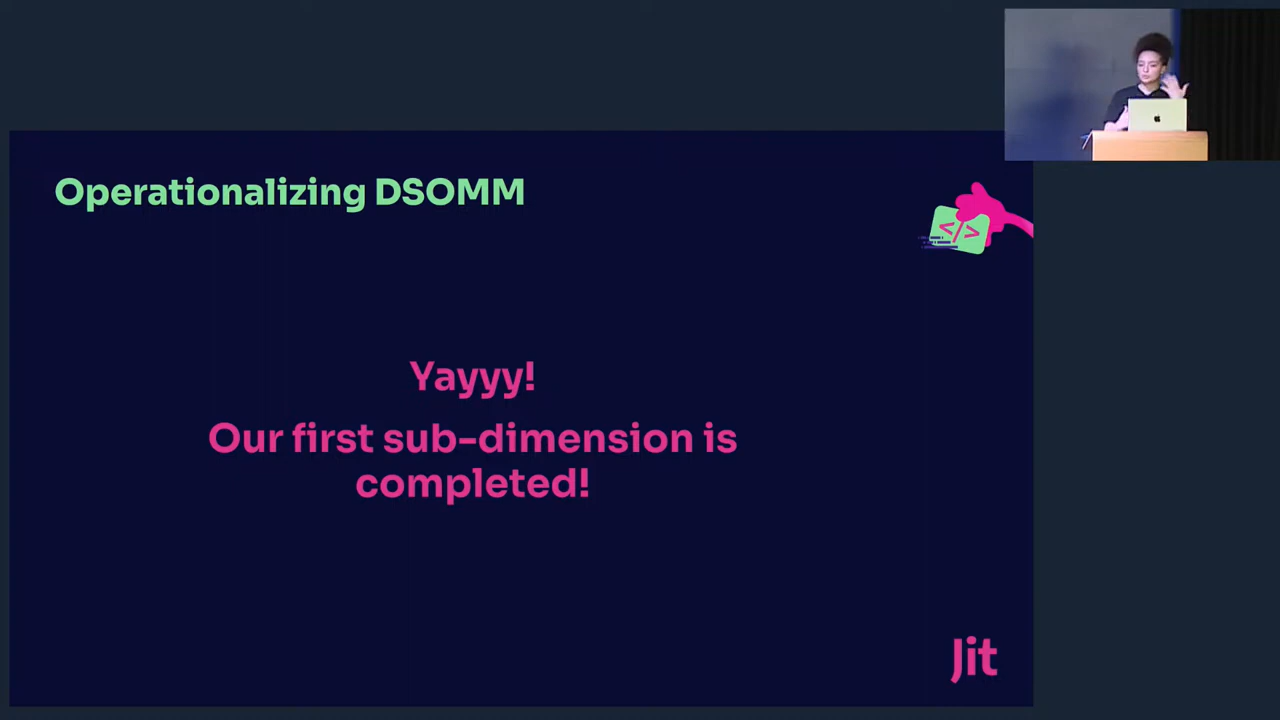 Operationalizing DSOMM
</>
Yayyy!
Our first sub-dimension is
completed!
Jit